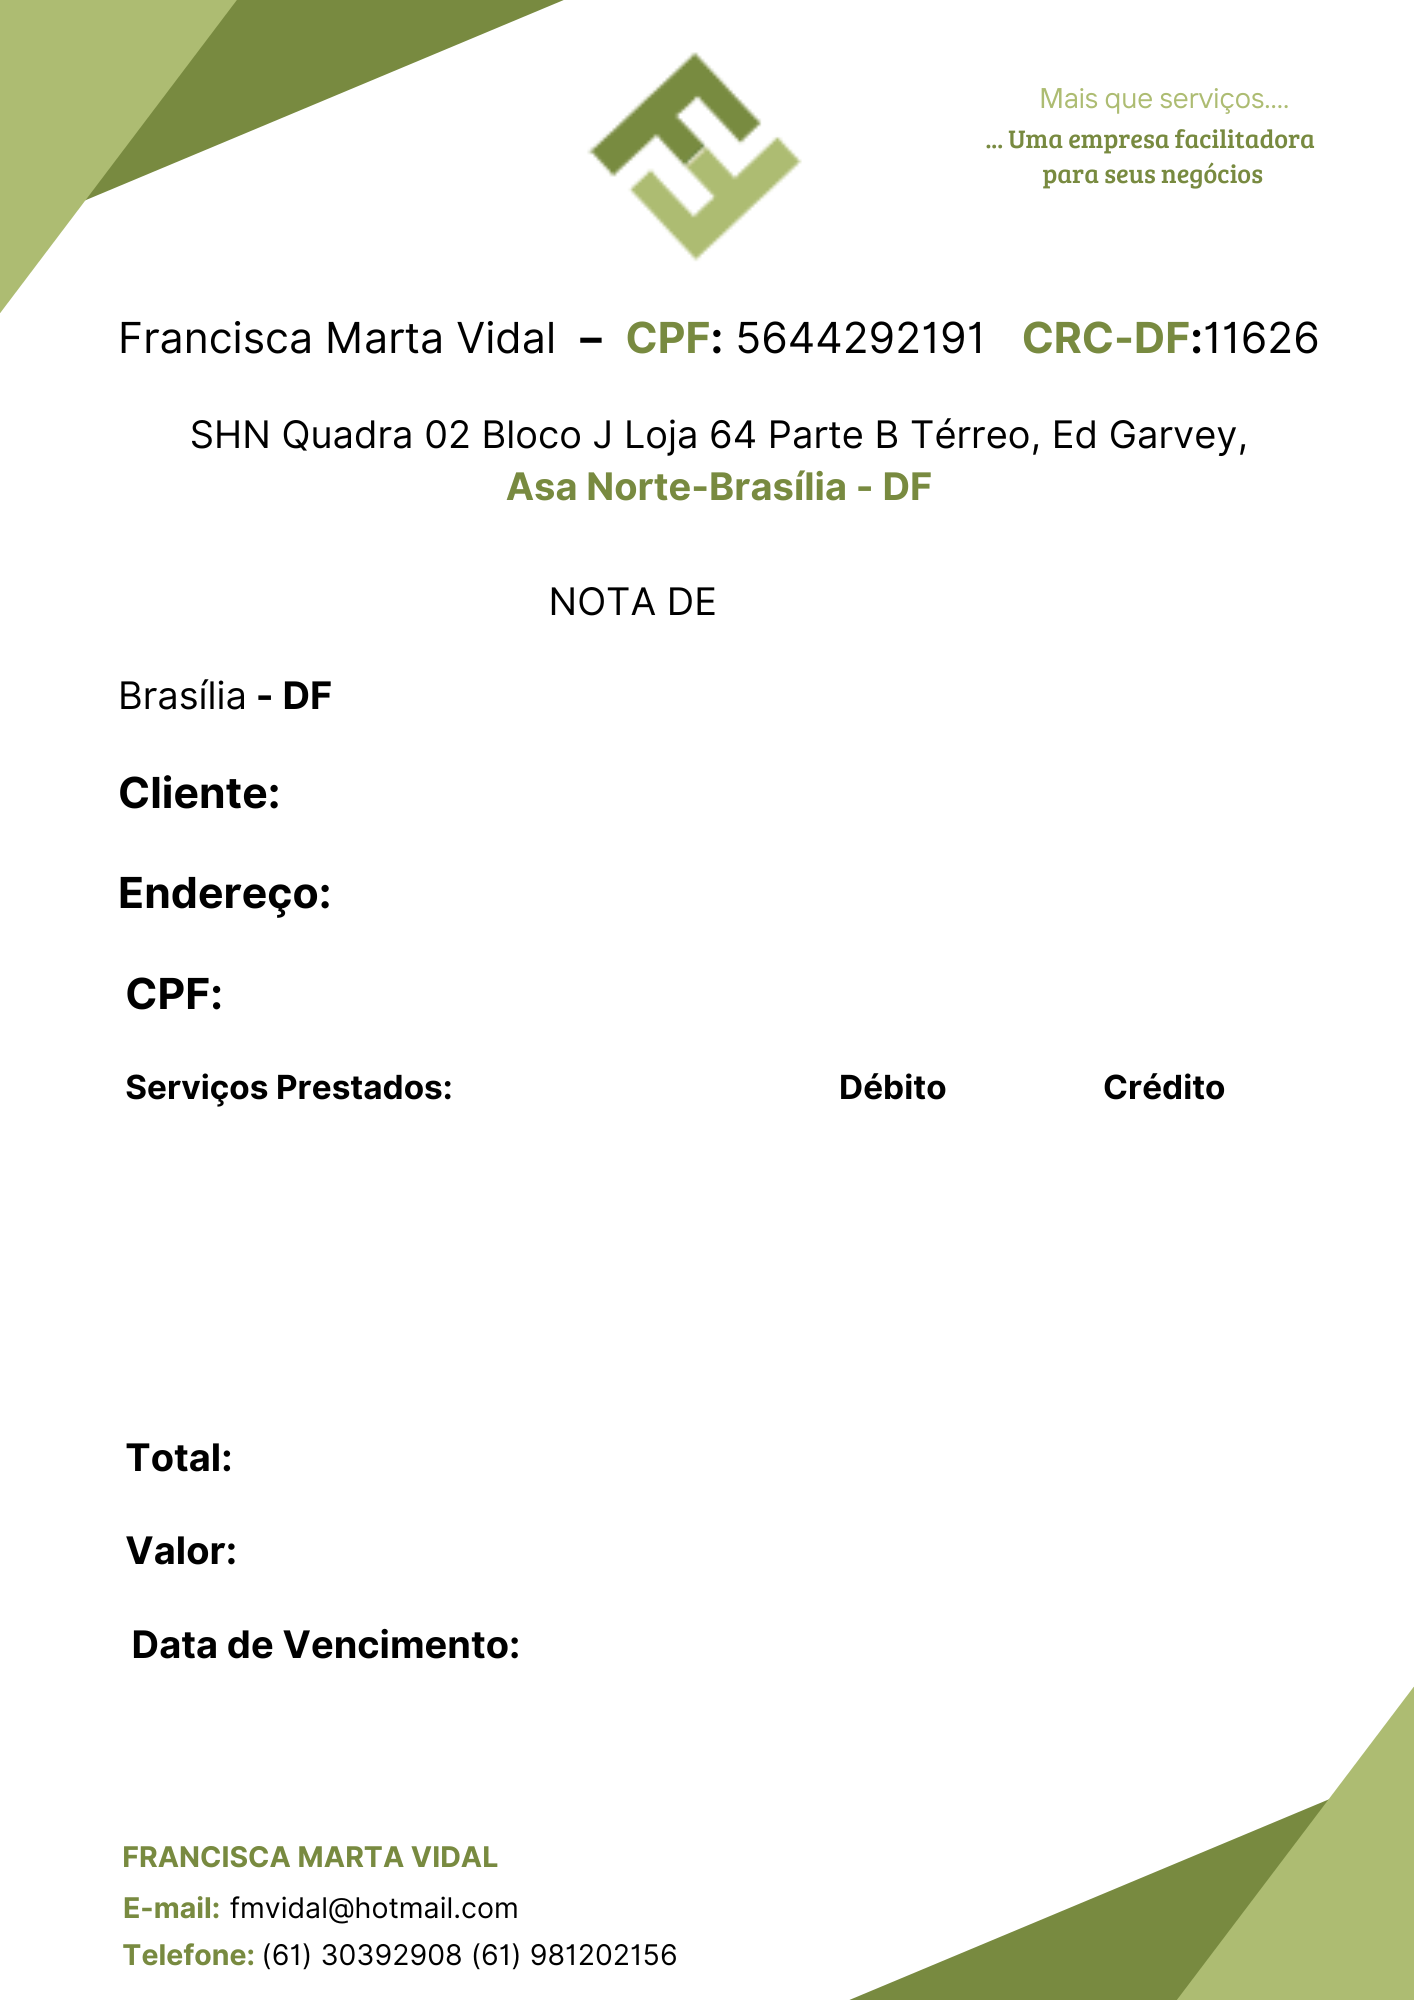 Mais que serviços....
... Uma empresa facilitadora
para seus negócios
Francisca Marta Vidal – CPF: 5644292191 CRC-DF:11626
SHN Quadra 02 Bloco J Loja 64 Parte B Térreo, Ed Garvey,
Asa Norte-Brasília - DF
NOTA DE
Brasília - DF
Cliente:
Endereço:
CPF:
Serviços Prestados: Débito Crédito
Total:
Valor:
Data de Vencimento:
FRANCISCA MARTA VIDAL
E-mail: fmvidal@hotmail.com
Telefone: (61) 30392908 (61) 981202156